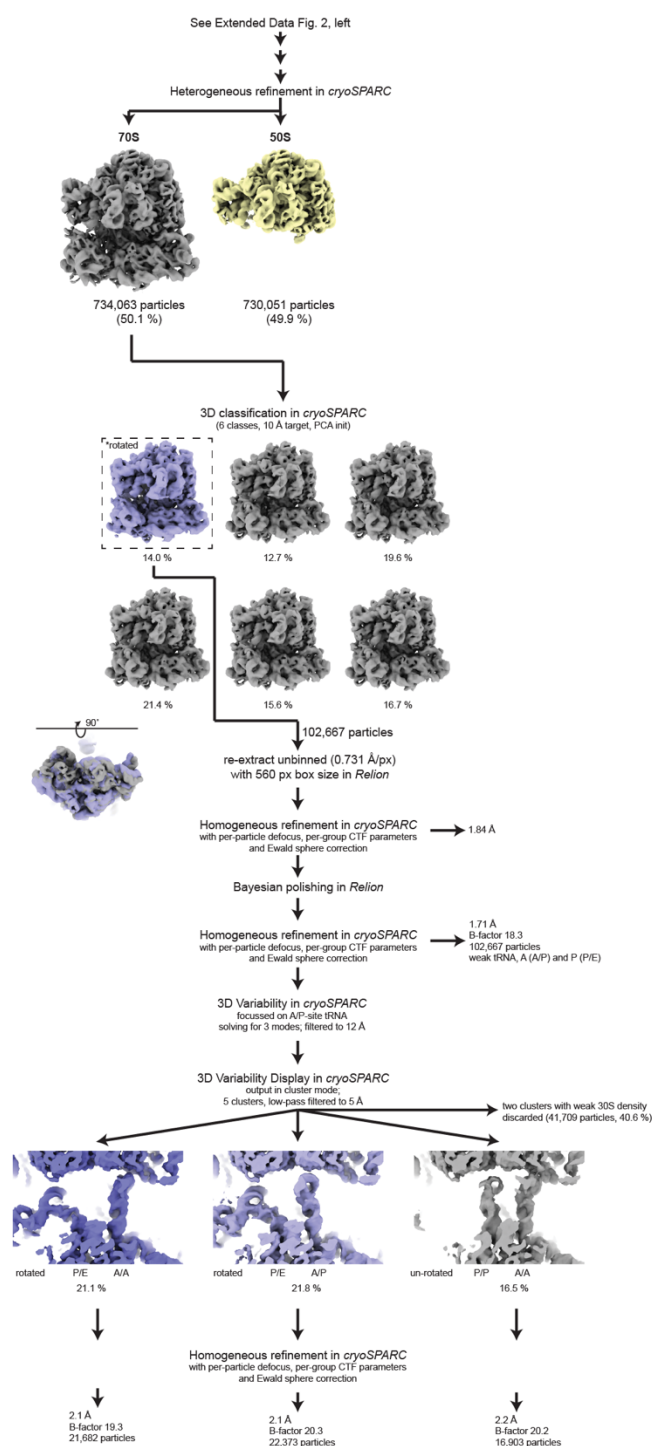 See Extended Data Fig. 2, left
Heterogeneous refinement in cryoSPARC
70S
50S
734,063 particles
(50.1 %)
730,051 particles
(49.9 %)
3D classification in cryoSPARC
(6 classes, 10 Å target, PCA init)
*rotated
14.0 %
12.7 %
19.6 %
21.4 %
15.6 %
16.7 %
102,667 particles
90°
re-extract unbinned (0.731 Å/px)
with 560 px box size in Relion
Homogeneous refinement in cryoSPARC
with per-particle defocus, per-group CTF parameters
and Ewald sphere correction
1.84 Å
Bayesian polishing in Relion
Homogeneous refinement in cryoSPARC
with per-particle defocus, per-group CTF parameters
and Ewald sphere correction
1.71 Å
B-factor 18.3
102,667 particles
weak tRNA, A (A/P) and P (P/E)
3D Variability in cryoSPARC
focussed on A/P-site tRNA
solving for 3 modes; filtered to 12 Å
3D Variability Display in cryoSPARC
output in cluster mode;
5 clusters, low-pass filtered to 5 Å
two clusters with weak 30S density
discarded (41,709 particles, 40.6 %)
rotated P/E A/A
21.1 %
rotated P/E A/P
21.8 %
un-rotated P/P A/A
16.5 %
Homogeneous refinement in cryoSPARC
with per-particle defocus, per-group CTF parameters
and Ewald sphere correction
2.1 Å
B-factor 19.3
21,682 particles
2.1 Å
B-factor 20.3
22,373 particles
2.2 Å
B-factor 20.2
16,903 particles